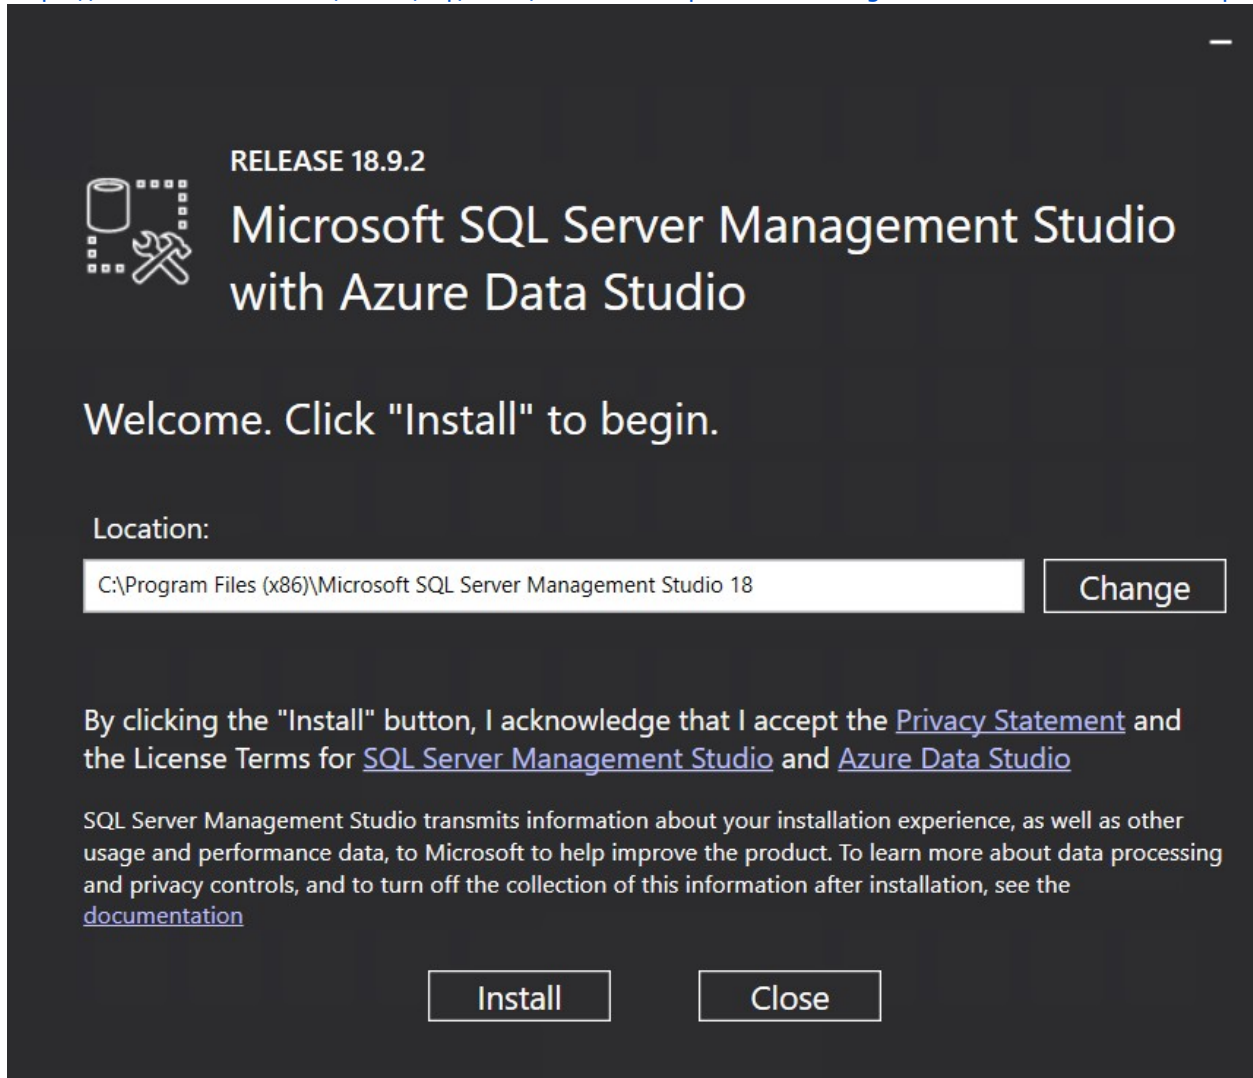 RELEASE 18.9.2
Microsoft SQL Server Management Studio
with Azure Data Studio
Welcome. Click "Install" to begin.
Location:
C:\Program Files (x86)\Microsoft SQL Server Management Studio 18
Change
By clicking the "Install" button, I acknowledge that I accept the Privacy Statement and
the License Terms for SQL Server Management Studio and Azure Data Studio
SQL Server Management Studio transmits information about your installation experience, as well as other
usage and performance data, to Microsoft to help improve the product. To learn more about data processing
and privacy controls, and to turn off the collection of this information after installation, see the
documentation
Install
Close